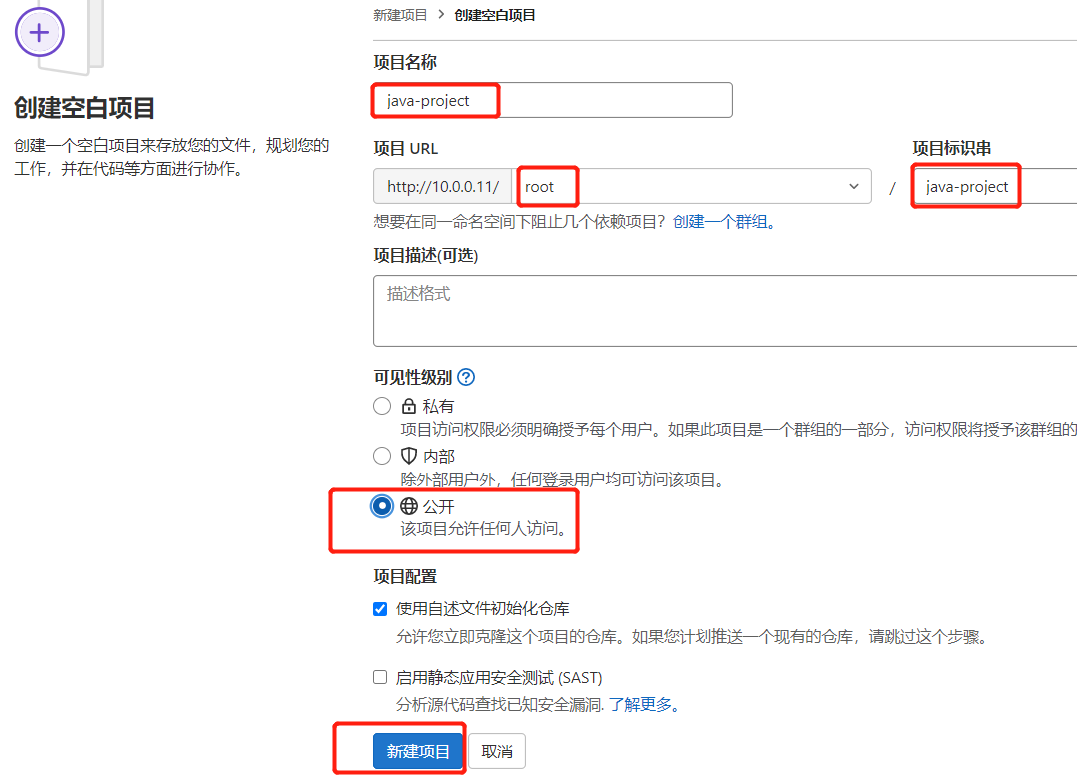 新建项目 > 创建空白项目
创建空白项目
创建一个空白项目来存放您的文件，规划您的
工作，并在代码等方面进行协作。
项目名称
java-project
项目 URL
项目标识串
http://10.0.0.11/ root / java-project
想要在同一命名空间下阻止几个依赖项目？创建一个群组。
项目描述(可选)
描述格式
可见性级别
私有
项目访问权限必须明确授予每个用户。如果此项目是一个群组的一部分，访问权限将授予该群组的
内部
除外部用户外，任何登录用户均可访问该项目。
公开
该项目允许任何人访问。
项目配置
使用自述文件初始化仓库
允许您立即克隆这个项目的仓库。如果您计划推送一个现有的仓库，请跳过这个步骤。
启用静态应用安全测试 (SAST)
分析源代码查找已知安全漏洞. 了解更多。
新建项目 取消